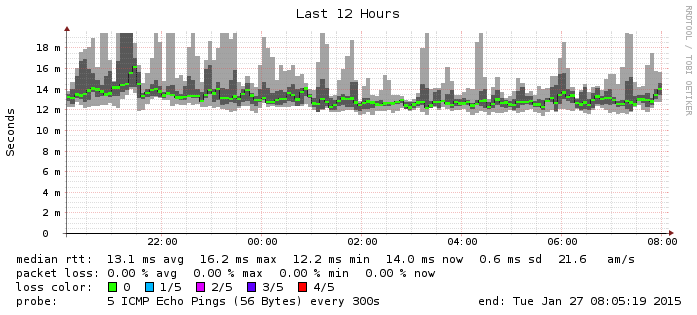 Last 12 Hours
RRDTOOL / TOBI OETIKER
Seconds
18 m
16 m
14 m
12 m
10 m
8 m
6 m
4 m
2 m
0
22:00 00:00 02:00 04:00 06:00 08:00
median rtt: 13.1 ms avg 16.2 ms max 12.2 ms min 14.0 ms now 0.6 ms sd 21.6 am/s
packet loss: 0.00 % avg 0.00 % max 0.00 % min 0.00 % now
loss color: 0 1/5 2/5 3/5 4/5
probe: 5 ICMP Echo Pings (56 Bytes) every 300s end: Tue Jan 27 08:05:19 2015